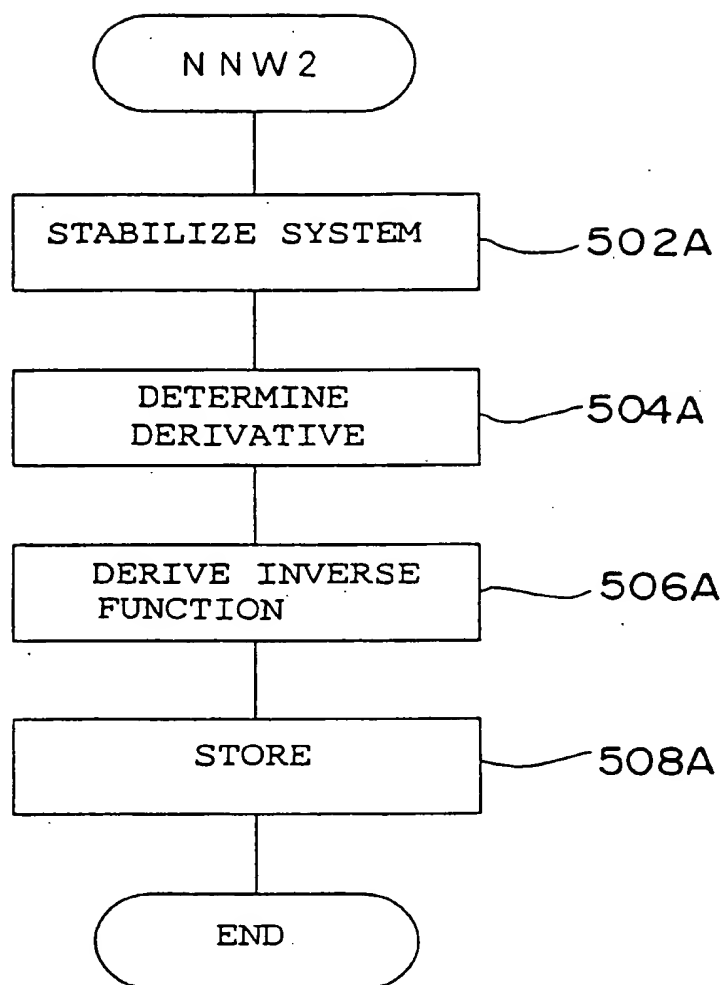 NNW2
STABILIZE SYSTEM
502A
DETERMINE
DERIVATIVE
504A
DERIVE INVERSE
FUNCTION
506A
STORE
508A
END